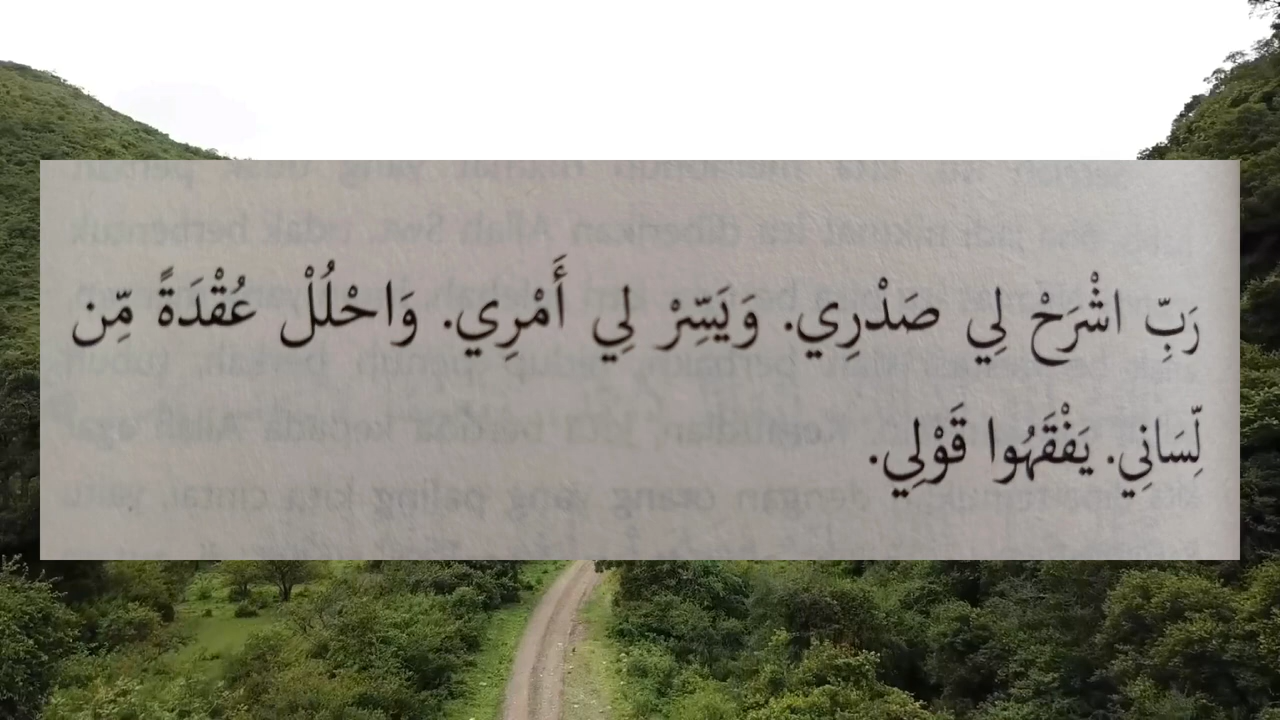 رَبِّ اشْرَحْ لِي صَدْرِي. وَيَسِّرْ لِي أَمْرِي. وَاحْلُلْ عُقْدَةً مِّن
لِّسَانِي. يَفْقَهُوا قَوْلِي.